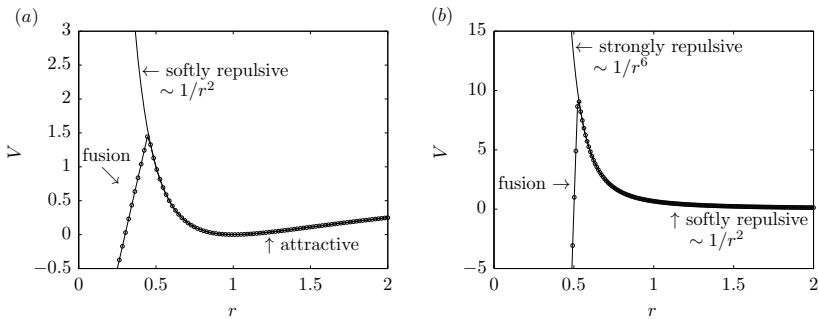 (a)
3
2.5
2
1.5
1
0.5
0
−0.5
V
← softly repulsive
∼ 1/r²
fusion
↘
↑ attractive
0
0.5
1
1.5
2
r
(b)
15
10
5
0
−5
V
← strongly repulsive
∼ 1/r⁶
fusion →
↑ softly repulsive
∼ 1/r²
0
0.5
1
1.5
2
r